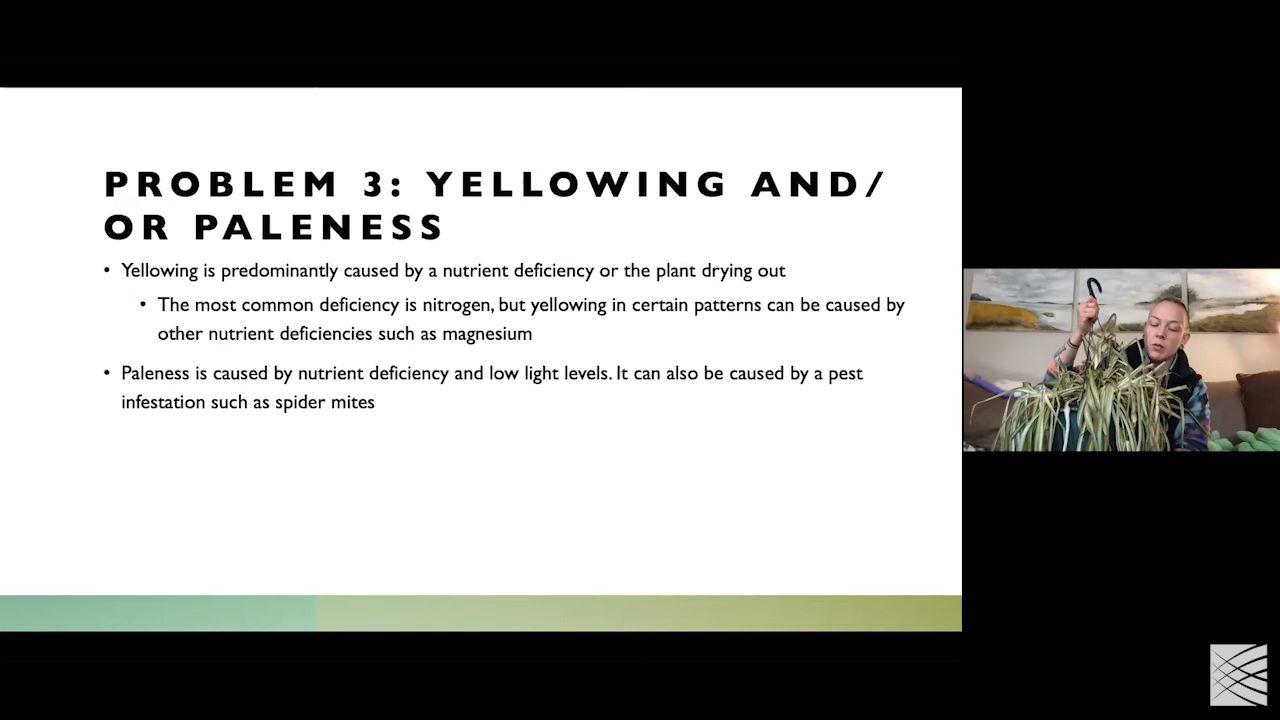 PROBLEM 3: YELLOWING AND/
OR PALENESS
• Yellowing is predominantly caused by a nutrient deficiency or the plant drying out
• The most common deficiency is nitrogen, but yellowing in certain patterns can be caused by
other nutrient deficiencies such as magnesium
• Paleness is caused by nutrient deficiency and low light levels. It can also be caused by a pest
infestation such as spider mites